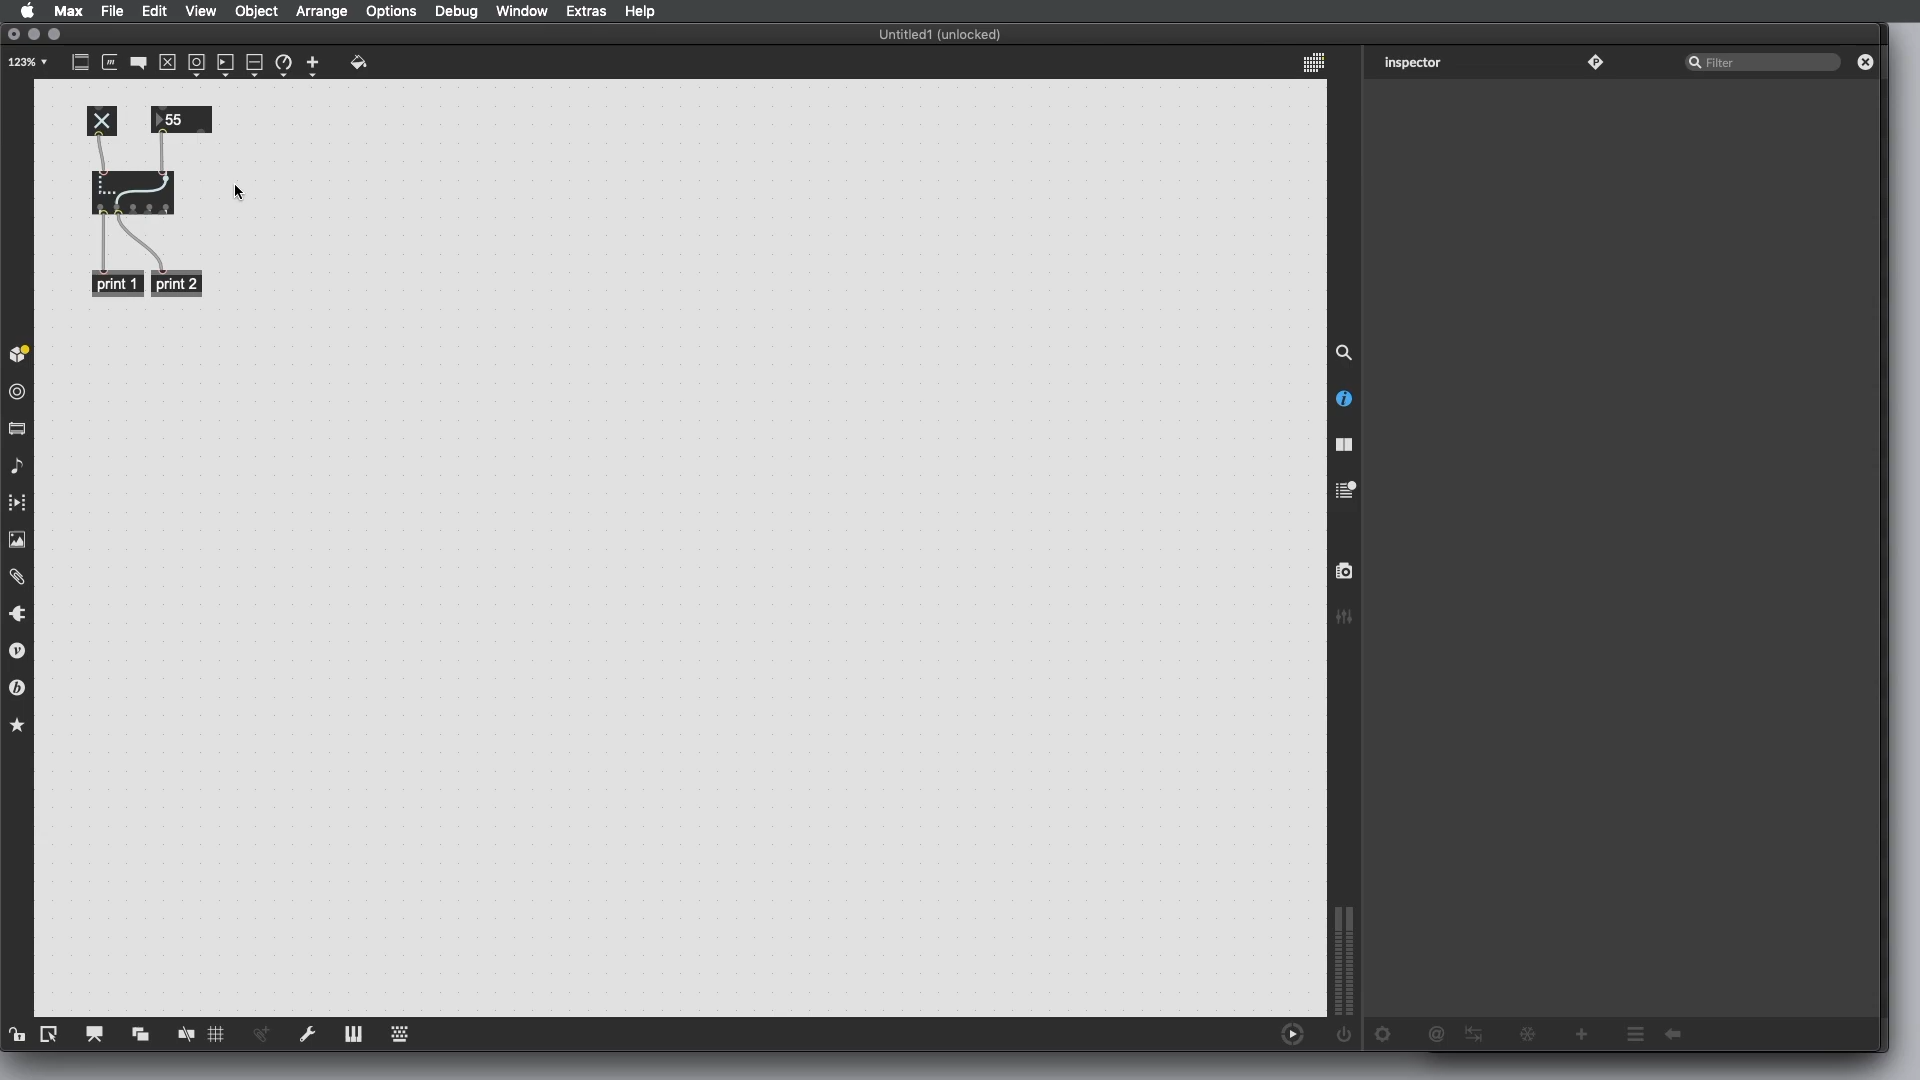 Max File Edit View Object Arrange Options Debug Window Extras Help
Untitled1 (unlocked)
123%
inspector
Filter
55
print 1 print 2